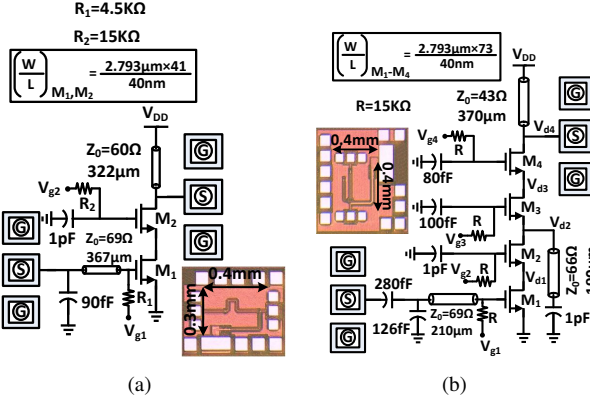 R1=4.5KΩ
R2=15KΩ
(W/L)M1,M2 = 2.793μm×41/40nm
VDD
Z0=60Ω
322μm
G
S
G
Vg2
R2
1pF
M2
Z0=69Ω
367μm
G
S
G
90fF
M1
R1
Vg1
0.4mm
0.3mm
(a)
(W/L)M1-M4 = 2.793μm×73/40nm
VDD
R=15KΩ
Z0=43Ω
370μm
G
S
G
Vd4
Vg4
R
80fF
M4
0.4mm
0.4mm
Vd3
100fF
R
M3
Vg3
Vd2
1pF
Vg2
R
M2
Vd1
Z0=66Ω
1pF
G
S
G
280fF
126fF
Z0=69Ω
210μm
R
M1
Vg1
(b)